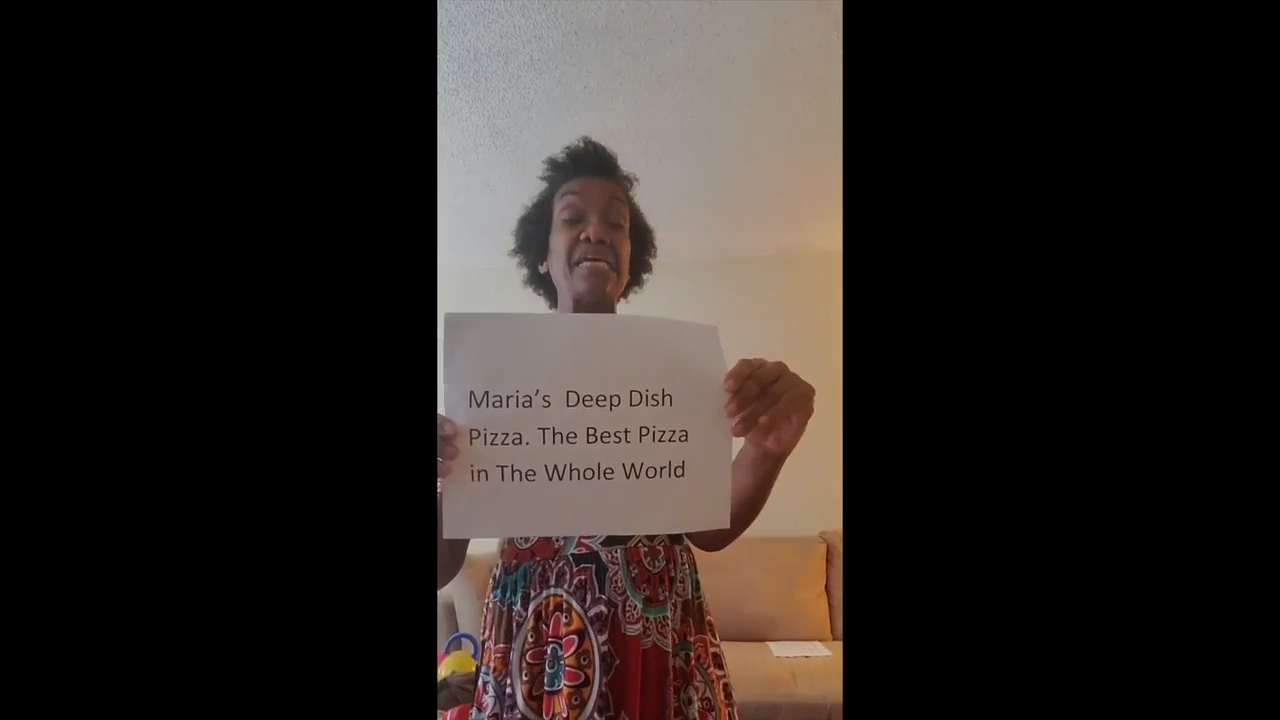 Maria’s  Deep Dish
Pizza. The Best Pizza
in The Whole World